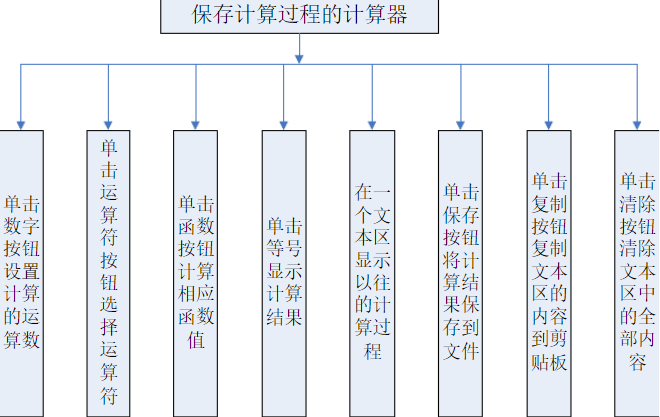 保存计算过程的计算器
单击
数字
按钮
设置
计算
的运
算数
单
击
运
算
符
按
钮
选
择
运
算
符
单击
函数
按钮
计算
相应
函数
值
单击
等号
显示
计算
结果
在一
个文
本区
显示
以往
的计
算过
程
单击
保存
按钮
将计
算结
果保
存到
文件
单击
复制
按钮
复制
文本
区的
内容
到剪
贴板
单击
清除
按钮
清除
文本
区中
的全
部内
容